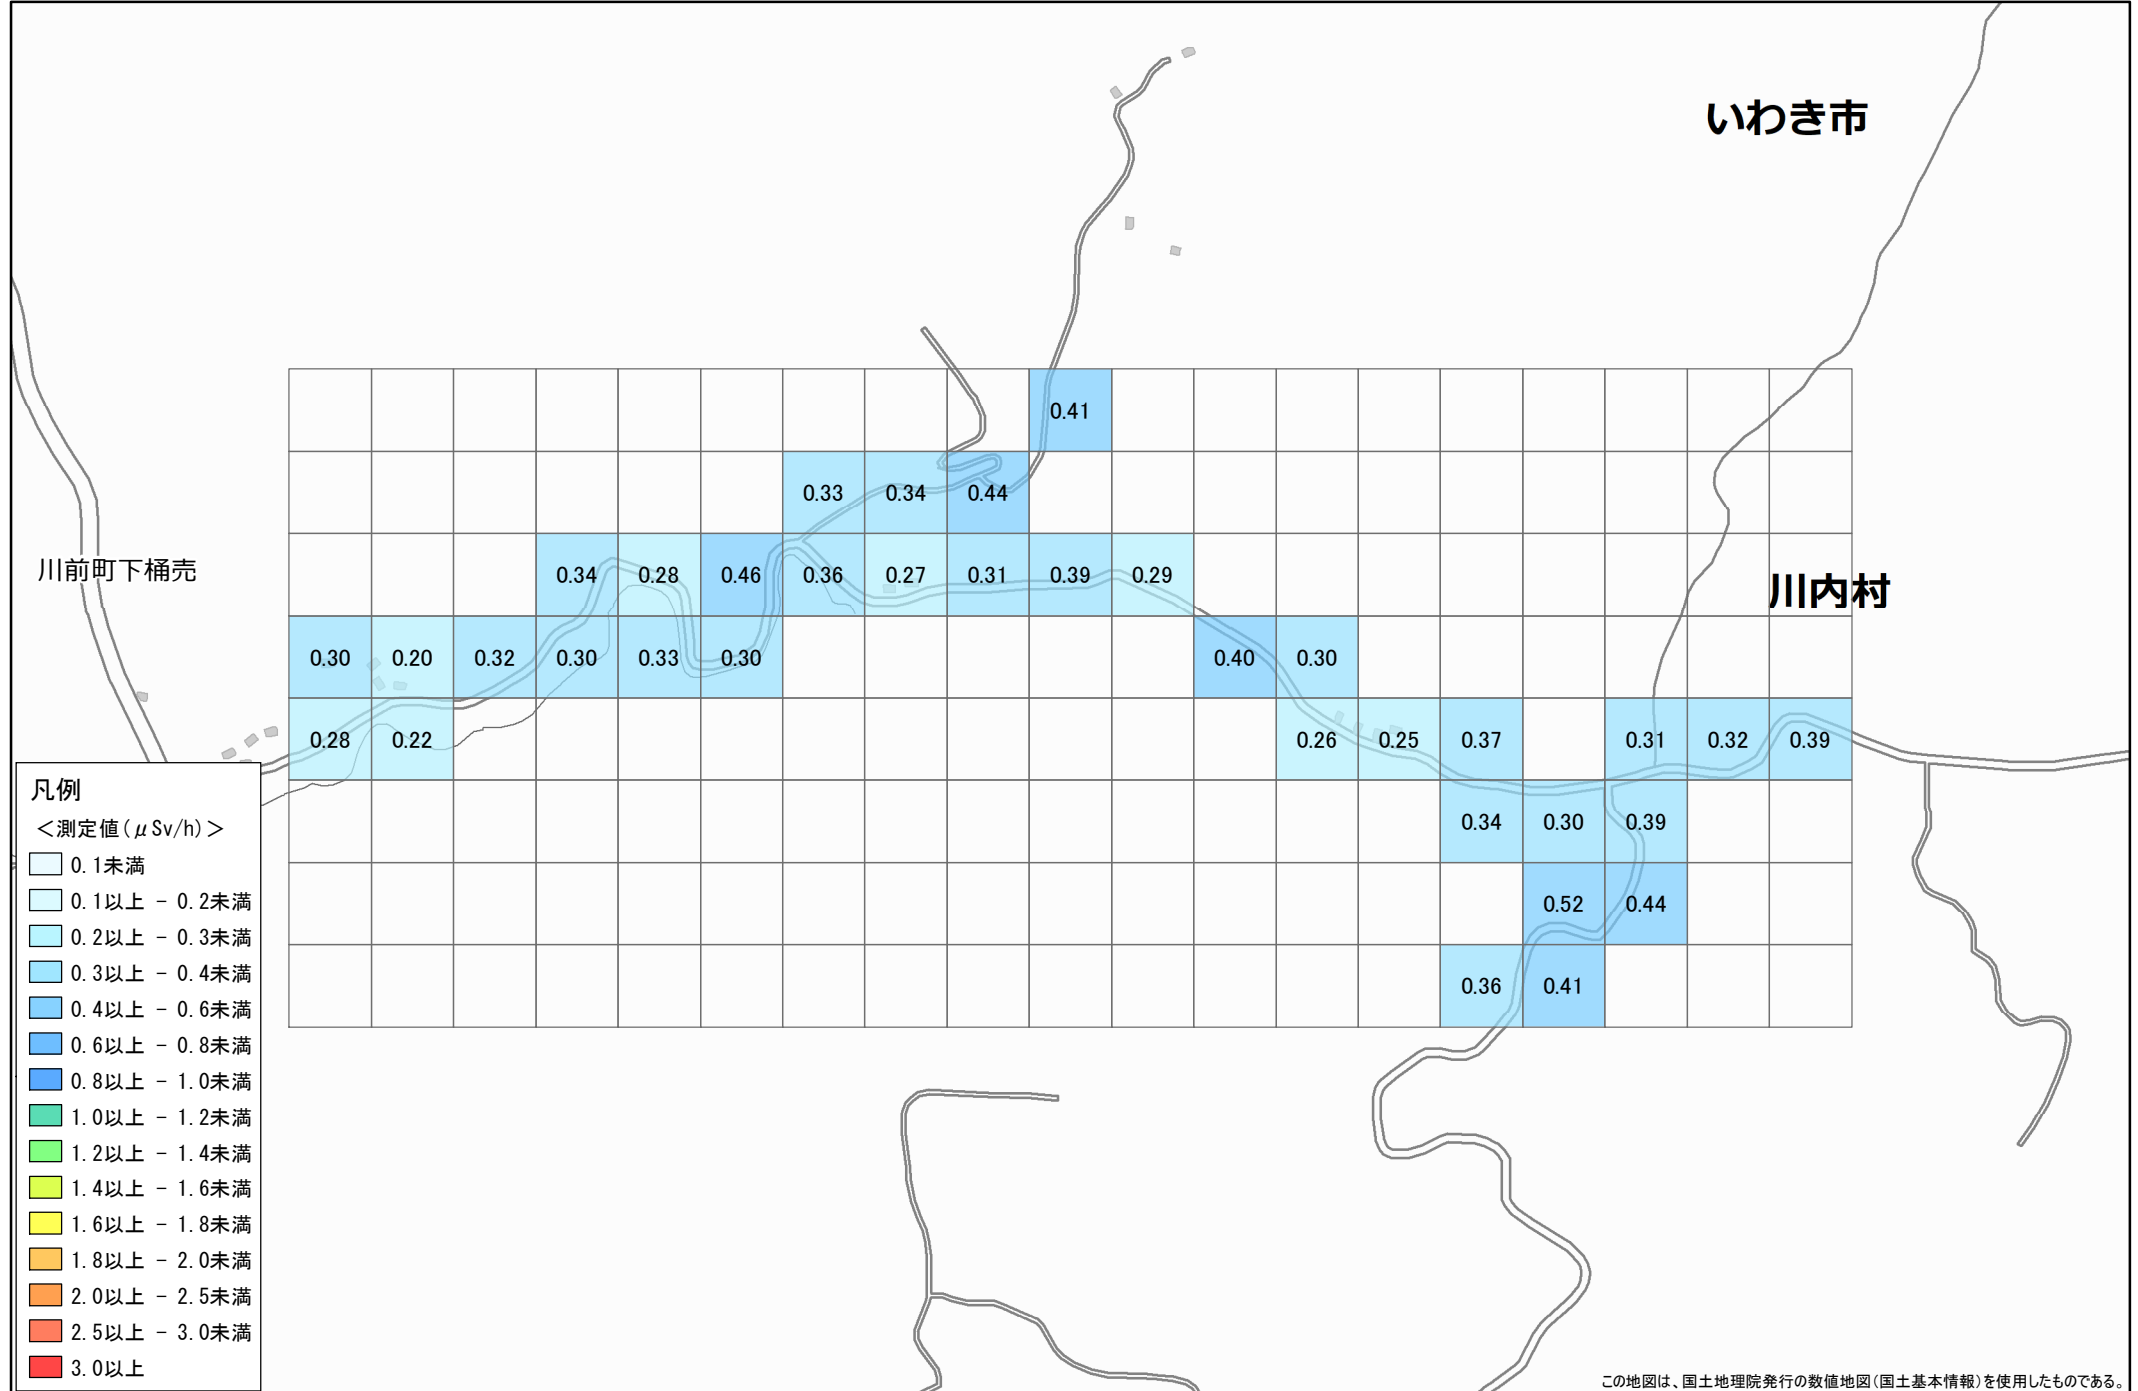 いわき市
0.41
0.33 0.34 0.44
川前町下桶売
0.34 0.28 0.46 0.36 0.27 0.31 0.39 0.29
川内村
0.30 0.20 0.32 0.30 0.33 0.30 0.40 0.30
0.28 0.22 0.26 0.25 0.37 0.31 0.32 0.39
0.34 0.30 0.39
0.52 0.44
0.36 0.41
凡例
＜測定値(μSv/h)＞
0.1未満
0.1以上 - 0.2未満
0.2以上 - 0.3未満
0.3以上 - 0.4未満
0.4以上 - 0.6未満
0.6以上 - 0.8未満
0.8以上 - 1.0未満
1.0以上 - 1.2未満
1.2以上 - 1.4未満
1.4以上 - 1.6未満
1.6以上 - 1.8未満
1.8以上 - 2.0未満
2.0以上 - 2.5未満
2.5以上 - 3.0未満
3.0以上
この地図は、国土地理院発行の数値地図（国土基本情報）を使用したものである。